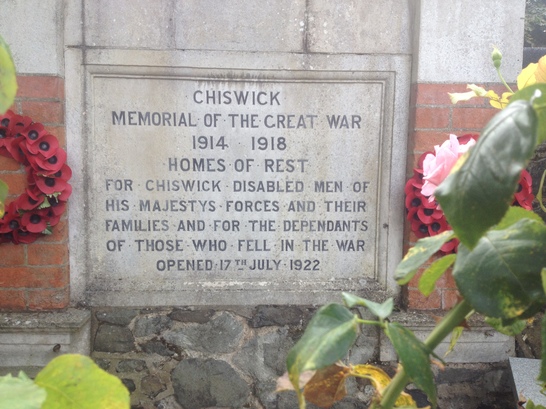 CHISWICK
MEMORIAL·OF·THE·GREAT·WAR
1914 · 1918
HOMES·OF·REST
FOR·CHISWICK·DISABLED·MEN·OF
HIS·MAJESTYS·FORCES·AND·THEIR
FAMILIES·AND·FOR·THE·DEPENDANTS
OF·THOSE·WHO·FELL·IN·THE·WAR
OPENED·17TH·JULY·1922